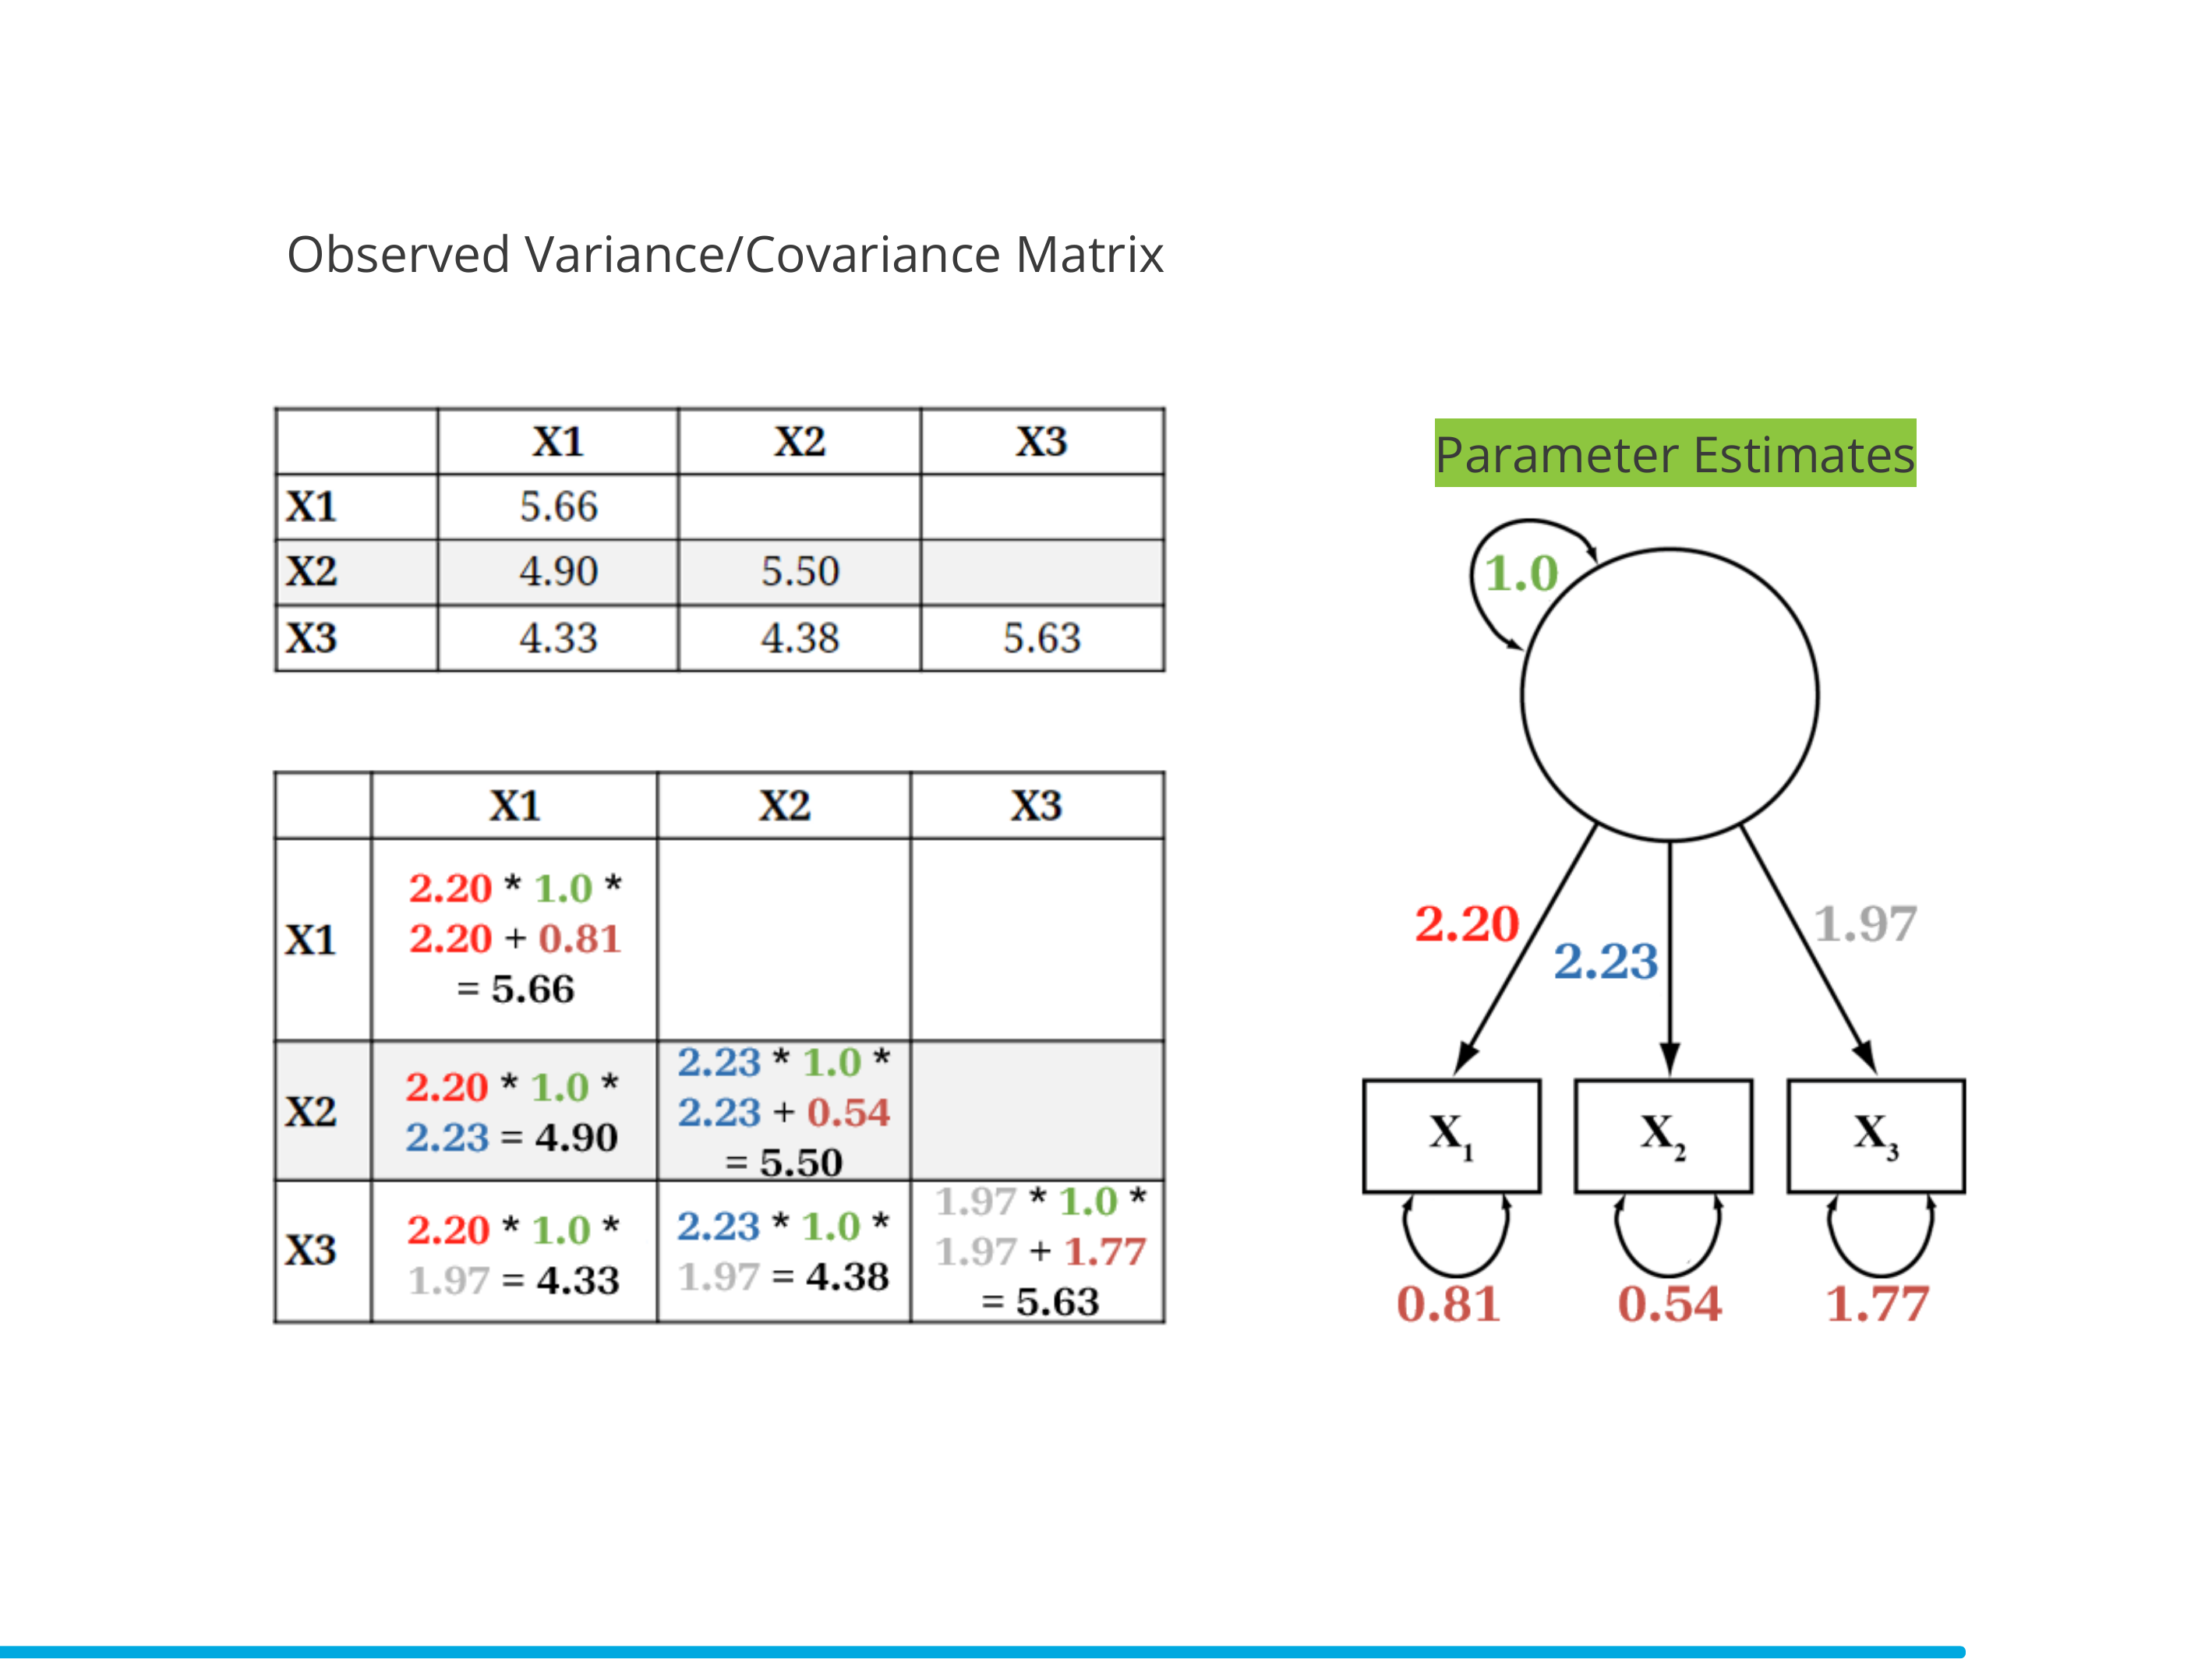 Observed Variance/Covariance Matrix
X1 X2 X3
X1 5.66
X2 4.90 5.50
X3 4.33 4.38 5.63
X1 X2 X3
X1
2.20 * 1.0 *
2.20 + 0.81
= 5.66
X2
2.20 * 1.0 *
2.23 = 4.90
2.23 * 1.0 *
2.23 + 0.54
= 5.50
X3
2.20 * 1.0 *
1.97 = 4.33
2.23 * 1.0 *
1.97 = 4.38
1.97 * 1.0 *
1.97 + 1.77
= 5.63
Parameter Estimates
1.0
2.20
2.23
1.97
X1 X2 X3
0.81 0.54 1.77